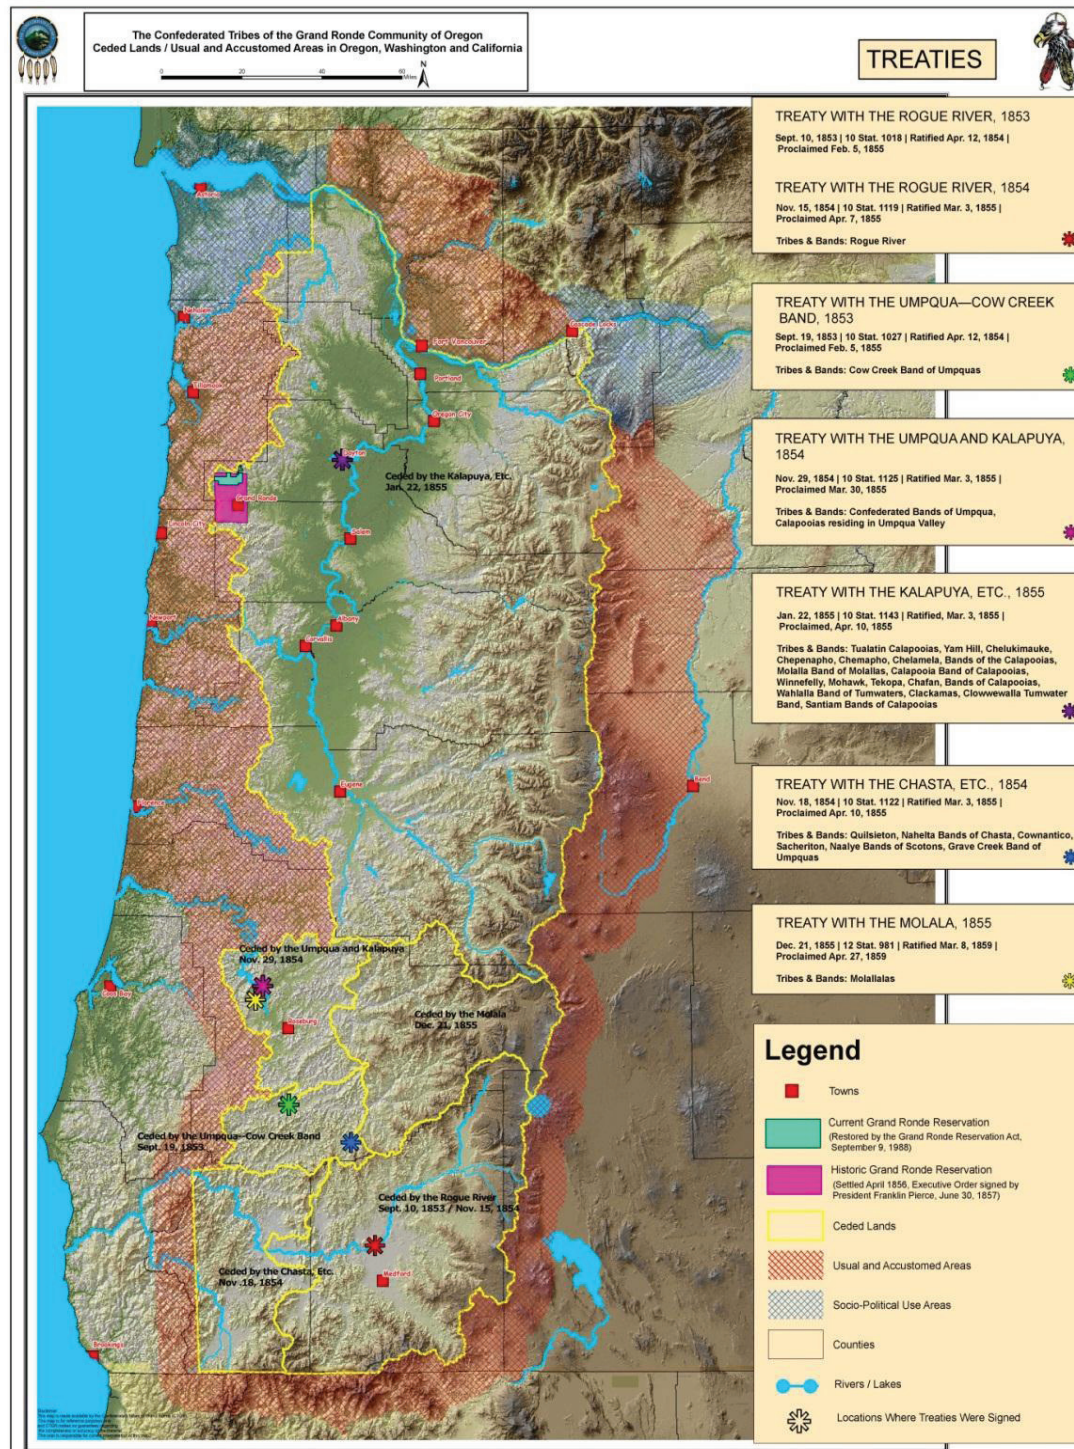 The Confederated Tribes of the Grand Ronde Community of Oregon
Ceded Lands / Usual and Accustomed Areas in Oregon, Washington and California
0 20 40 60
Miles
N
TREATIES
TREATY WITH THE ROGUE RIVER, 1853
Sept. 10, 1853 | 10 Stat. 1018 | Ratified Apr. 12, 1854 |
Proclaimed Feb. 5, 1855
TREATY WITH THE ROGUE RIVER, 1854
Nov. 15, 1854 | 10 Stat. 1119 | Ratified Mar. 3, 1855 |
Proclaimed Apr. 7, 1855
Tribes & Bands: Rogue River
TREATY WITH THE UMPQUA—COW CREEK
BAND, 1853
Sept. 19, 1853 | 10 Stat. 1027 | Ratified Apr. 12, 1854 |
Proclaimed Feb. 5, 1855
Tribes & Bands: Cow Creek Band of Umpquas
TREATY WITH THE UMPQUA AND KALAPUYA,
1854
Nov. 29, 1854 | 10 Stat. 1125 | Ratified Mar. 3, 1855 |
Proclaimed Mar. 30, 1855
Tribes & Bands: Confederated Bands of Umpqua,
Calapooias residing in Umpqua Valley
TREATY WITH THE KALAPUYA, ETC., 1855
Jan. 22, 1855 | 10 Stat. 1143 | Ratified, Mar. 3, 1855 |
Proclaimed, Apr. 10, 1855
Tribes & Bands: Tualatin Calapooias, Yam Hill, Chelukimauke,
Chepenapho, Chemapho, Chelamela, Bands of the Calapooias,
Molalla Band of Molallas, Calapooia Band of Calapooias,
Winnefelly, Mohawk, Tekopa, Chafan, Bands of Calapooias,
Wahlalla Band of Tumwaters, Clackamas, Clowwewalla Tumwater
Band, Santiam Bands of Calapooias
TREATY WITH THE CHASTA, ETC., 1854
Nov. 18, 1854 | 10 Stat. 1122 | Ratified Mar. 3, 1855 |
Proclaimed Apr. 10, 1855
Tribes & Bands: Quilsieton, Nahelta Bands of Chasta, Cownantico,
Sacheriton, Naalye Bands of Scotons, Grave Creek Band of
Umpquas
TREATY WITH THE MOLALA, 1855
Dec. 21, 1855 | 12 Stat. 981 | Ratified Mar. 8, 1859 |
Proclaimed Apr. 27, 1859
Tribes & Bands: Molallalas
Legend
Towns
Current Grand Ronde Reservation
(Restored by the Grand Ronde Reservation Act,
September 9, 1988)
Historic Grand Ronde Reservation
(Settled April 1856, Executive Order signed by
President Franklin Pierce, June 30, 1857)
Ceded Lands
Usual and Accustomed Areas
Socio-Political Use Areas
Counties
Rivers / Lakes
Locations Where Treaties Were Signed
Astoria
Nehalem
Cascade Locks
Fort Vancouver
Portland
Tillamook
Oregon City
Dayton
Ceded by the Kalapuya, Etc.
Jan. 22, 1855
Grand Ronde
Lincoln City
Salem
Newport
Albany
Corvallis
Eugene
Bend
Florence
Ceded by the Umpqua and Kalapuya
Nov. 29, 1854
Coos Bay
Roseburg
Ceded by the Molala
Dec. 21, 1855
Ceded by the Umpqua--Cow Creek Band
Sept. 19, 1853
Ceded by the Rogue River
Sept. 10, 1853 / Nov. 15, 1854
Ceded by the Chasta, Etc.
Nov .18, 1854
Medford
Brookings